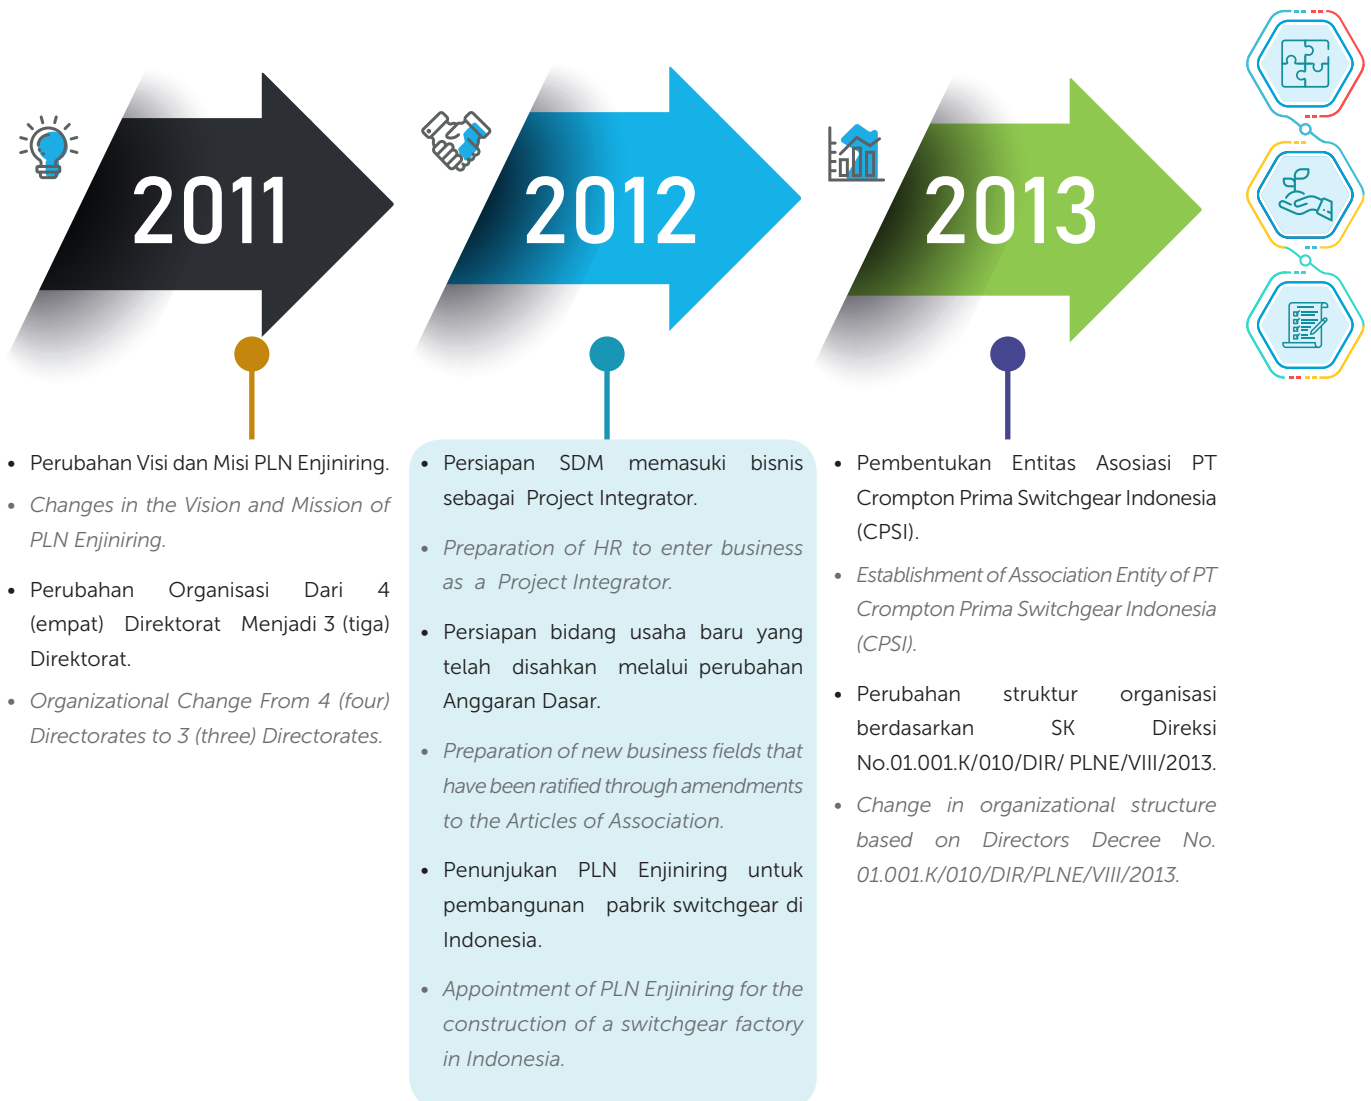 2011
• Perubahan Visi dan Misi PLN Enjiniring.
• Changes in the Vision and Mission of
PLN Enjiniring.
• Perubahan Organisasi Dari 4
(empat) Direktorat Menjadi 3 (tiga)
Direktorat.
• Organizational Change From 4 (four)
Directorates to 3 (three) Directorates.
2012
• Persiapan SDM memasuki bisnis
sebagai Project Integrator.
• Preparation of HR to enter business
as a Project Integrator.
• Persiapan bidang usaha baru yang
telah disahkan melalui perubahan
Anggaran Dasar.
• Preparation of new business fields that
have been ratified through amendments
to the Articles of Association.
• Penunjukan PLN Enjiniring untuk
pembangunan pabrik switchgear di
Indonesia.
• Appointment of PLN Enjiniring for the
construction of a switchgear factory
in Indonesia.
2013
• Pembentukan Entitas Asosiasi PT
Crompton Prima Switchgear Indonesia
(CPSI).
• Establishment of Association Entity of PT
Crompton Prima Switchgear Indonesia
(CPSI).
• Perubahan struktur organisasi
berdasarkan SK Direksi
No.01.001.K/010/DIR/ PLNE/VIII/2013.
• Change in organizational structure
based on Directors Decree No.
01.001.K/010/DIR/PLNE/VIII/2013.